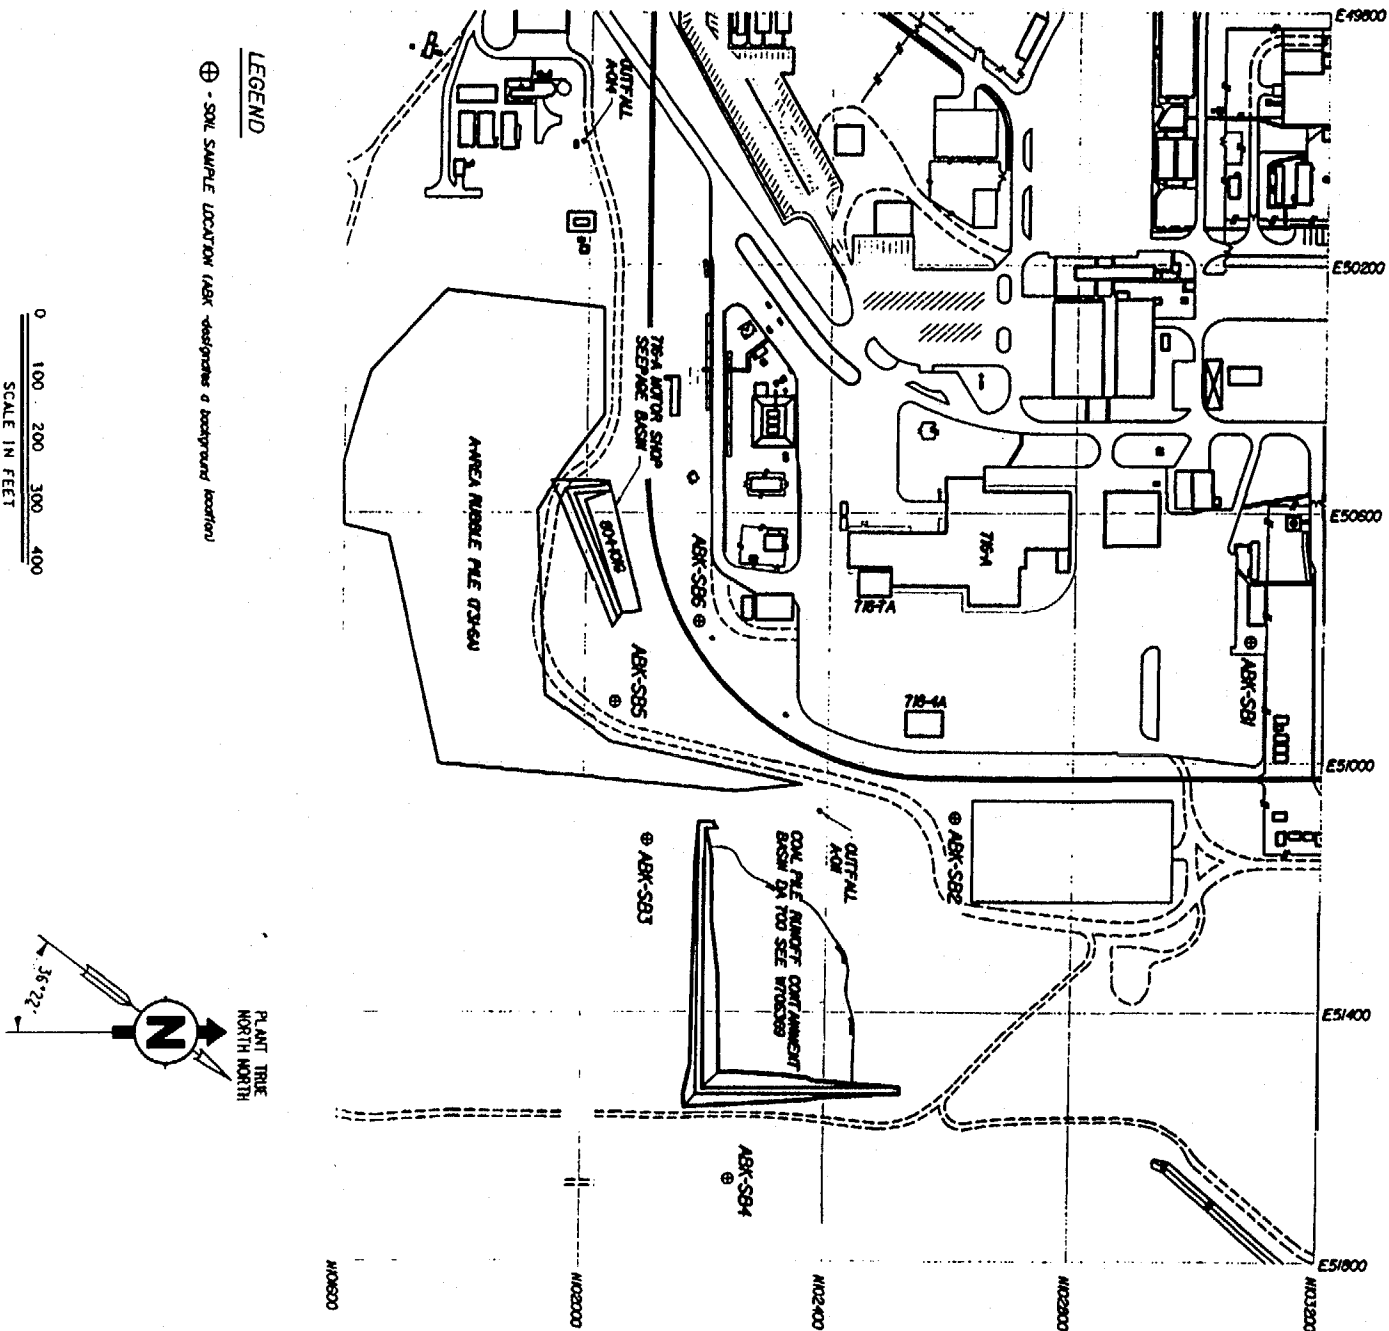 LEGEND
⊕ - SOIL SAMPLE LOCATION (ABK -designates a background location)
0 100 200 300 400
SCALE IN FEET
PLANT TRUE
NORTH NORTH
N
36°22'
E49800
E50200
E50600
E51000
E51400
E51800
N101600
N102000
N102400
N102800
N103200
OUTFALL
A-014
716-A MOTOR SHOP
SEEPAGE BASIN
904-101G
A-AREA RUBBLE PILE (731-6A)
ABK-SB6
ABK-SB5
716-A
716-7A
716-4A
ABK-SB1
ABK-SB2
ABK-SB3
OUTFALL
A-011
COAL PILE RUNOFF CONTAINMENT
BASIN DA 700 SEE
ABK-SB4